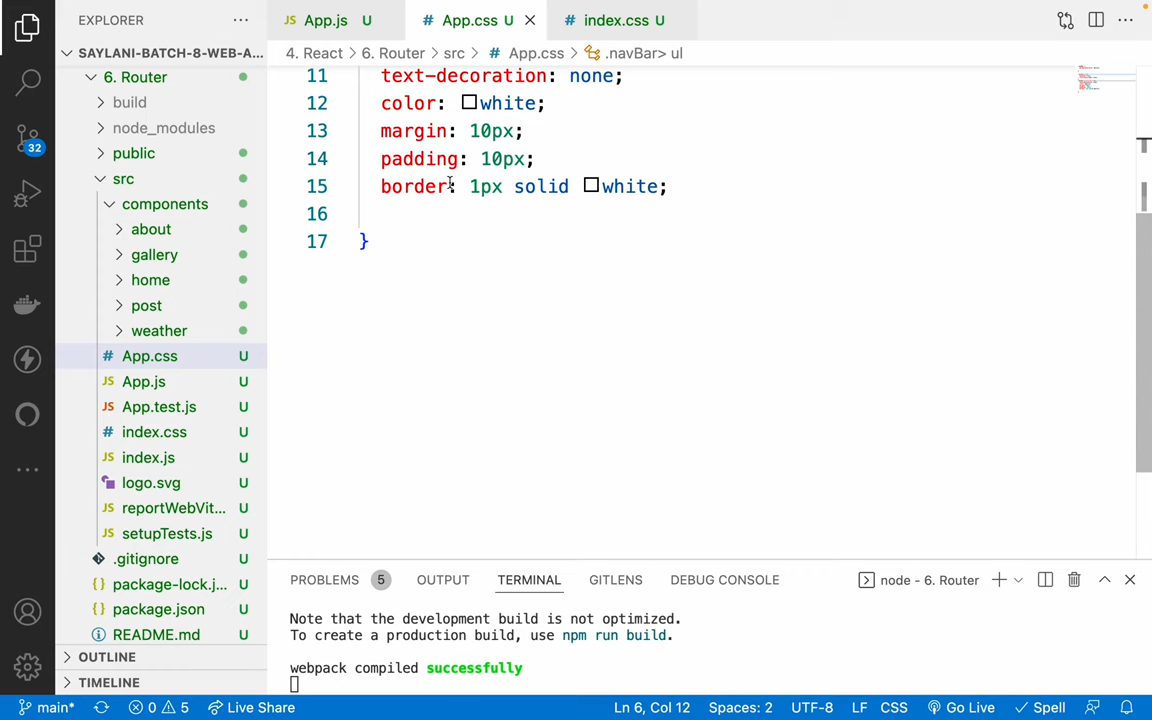 EXPLORER
App.js U
App.css U
index.css U
SAYLANI-BATCH-8-WEB-A...
4. React > 6. Router > src > # App.css > .navBar> ul
6. Router
build
node_modules
public
src
components
about
gallery
home
post
weather
App.css U
App.js U
App.test.js U
index.css U
index.js U
logo.svg U
reportWebVit... U
setupTests.js U
.gitignore U
package-lock.j... U
package.json U
README.md U
OUTLINE
TIMELINE
32
11 text-decoration: none;
12 color: white;
13 margin: 10px;
14 padding: 10px;
15 border: 1px solid white;
16
17 }
PROBLEMS 5 OUTPUT TERMINAL GITLENS DEBUG CONSOLE node - 6. Router
Note that the development build is not optimized.
To create a production build, use npm run build.
webpack compiled successfully
main* 0 5 Live Share Ln 6, Col 12 Spaces: 2 UTF-8 LF CSS Go Live Spell